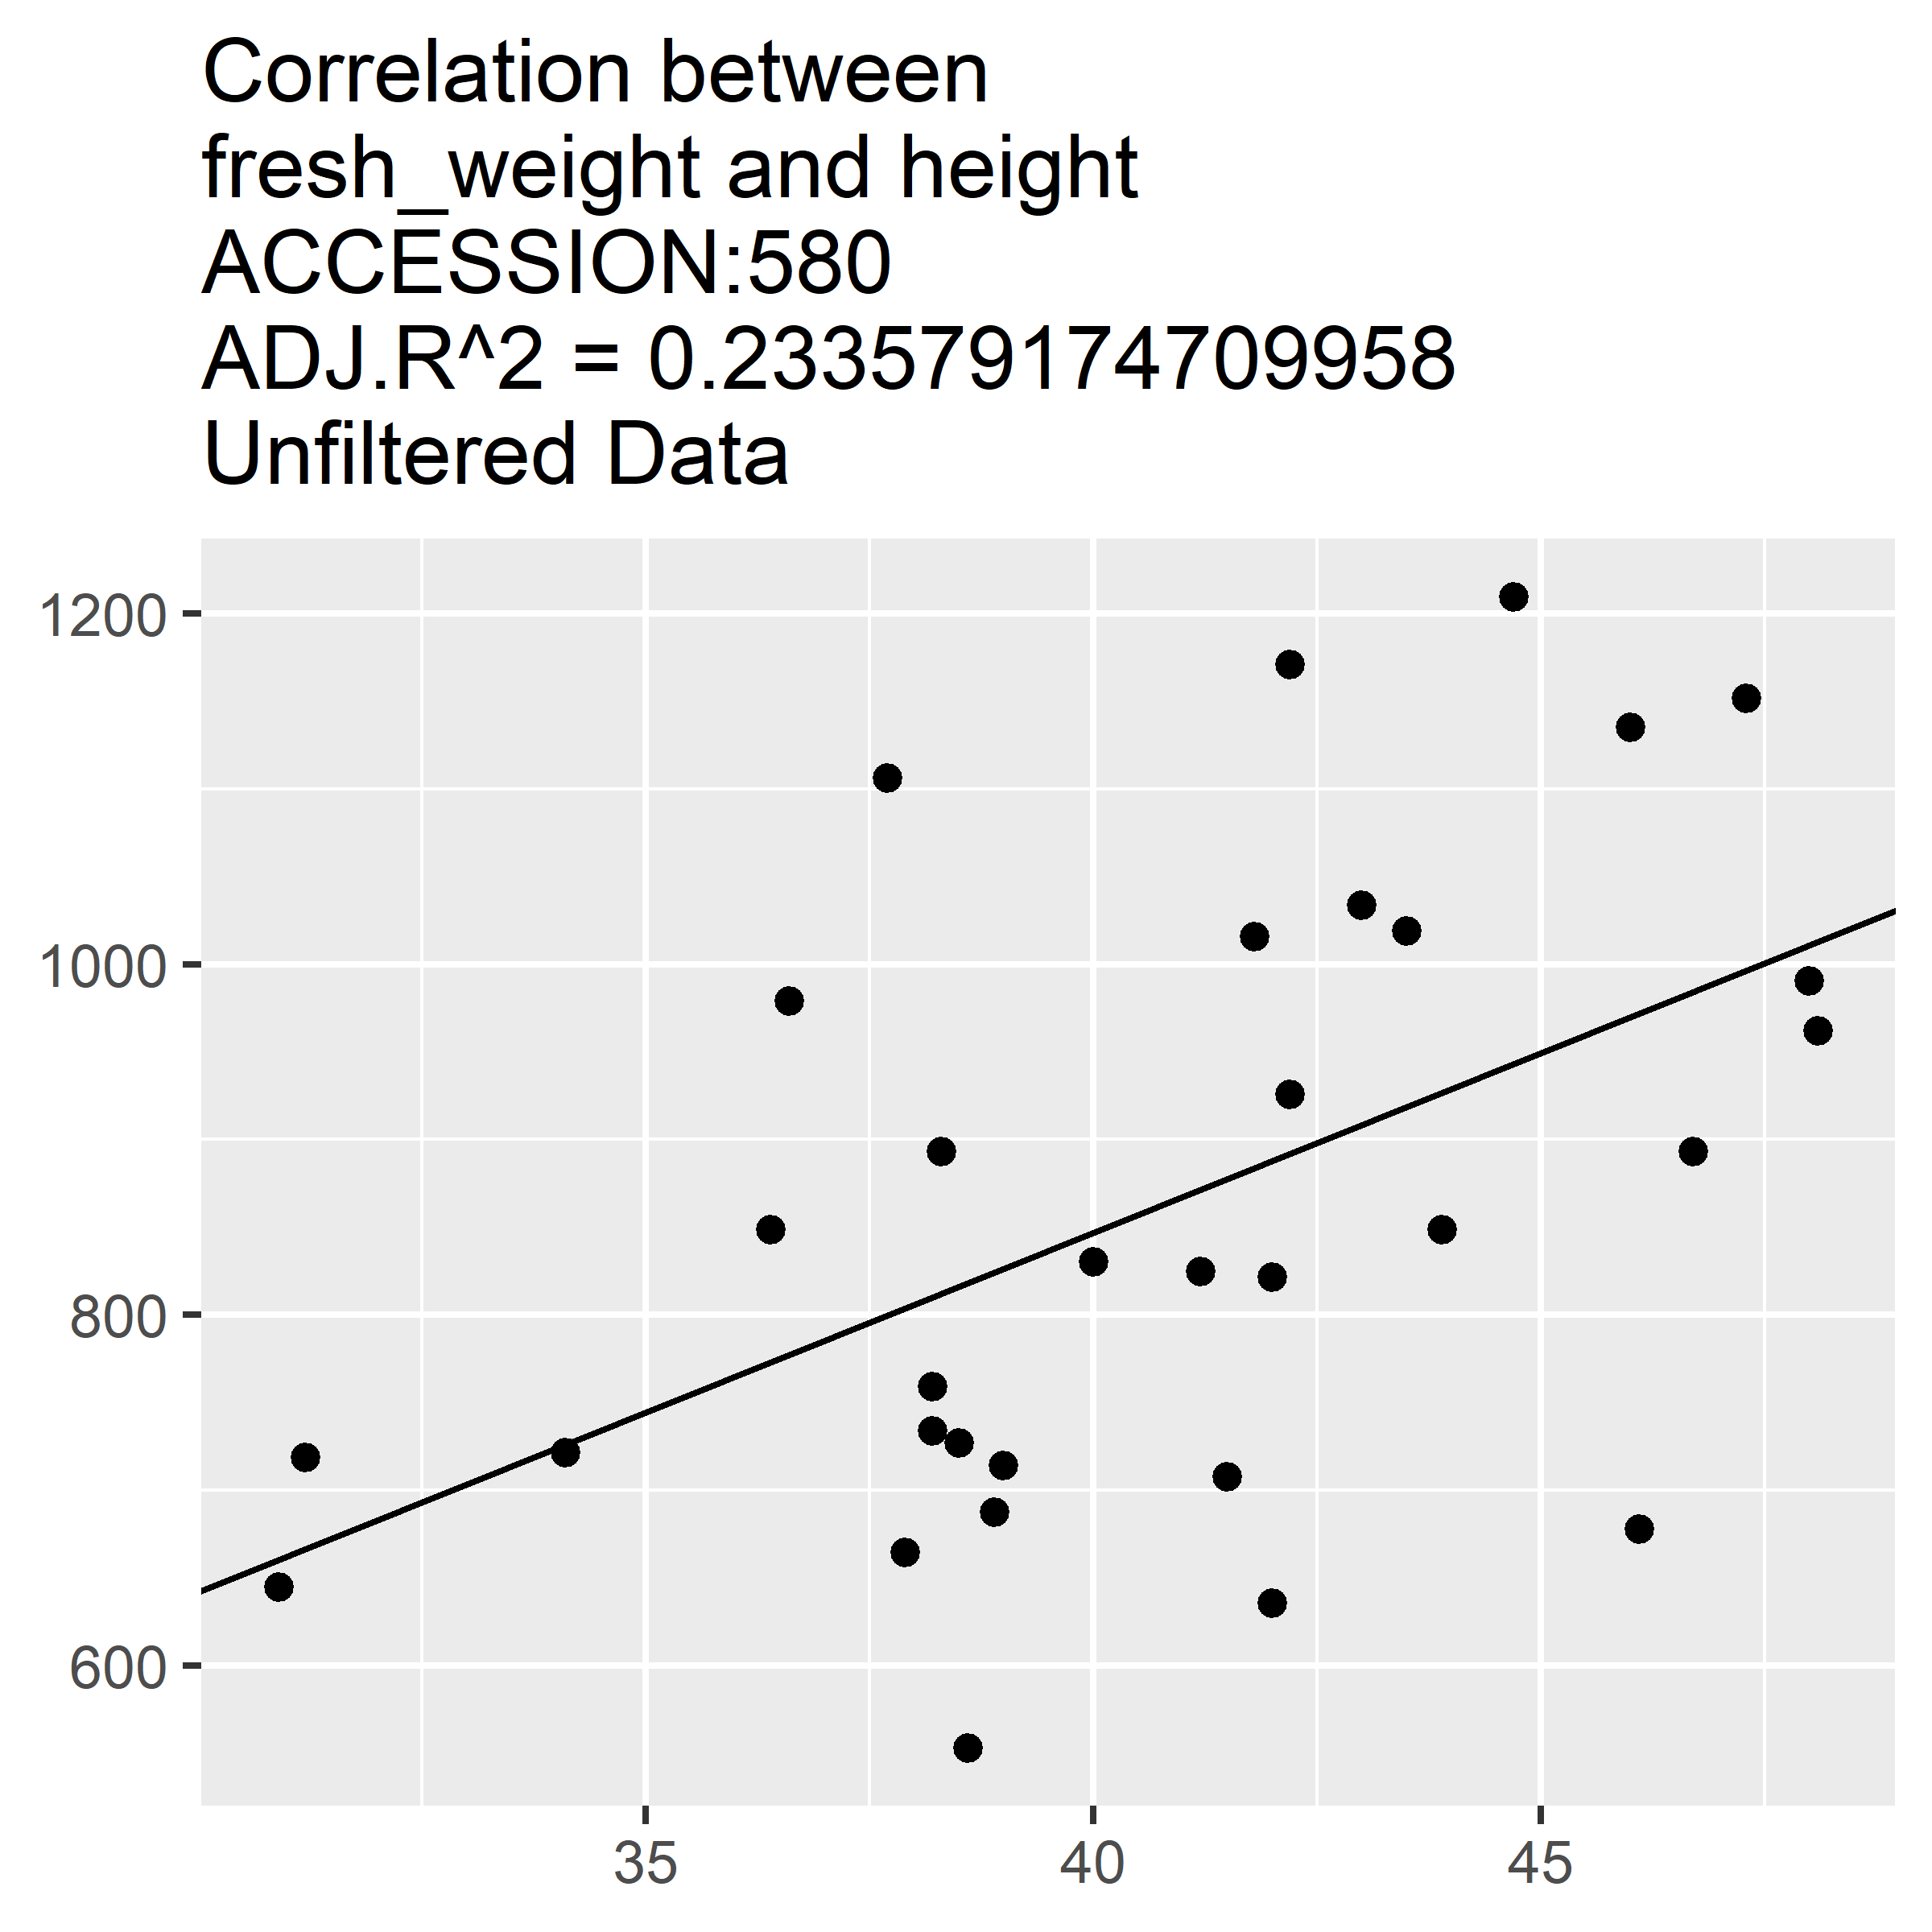 Correlation between
fresh_weight and height
ACCESSION:580
ADJ.R^2 = 0.233579174709958
Unfiltered Data
1200
1000
800
600
35 40 45